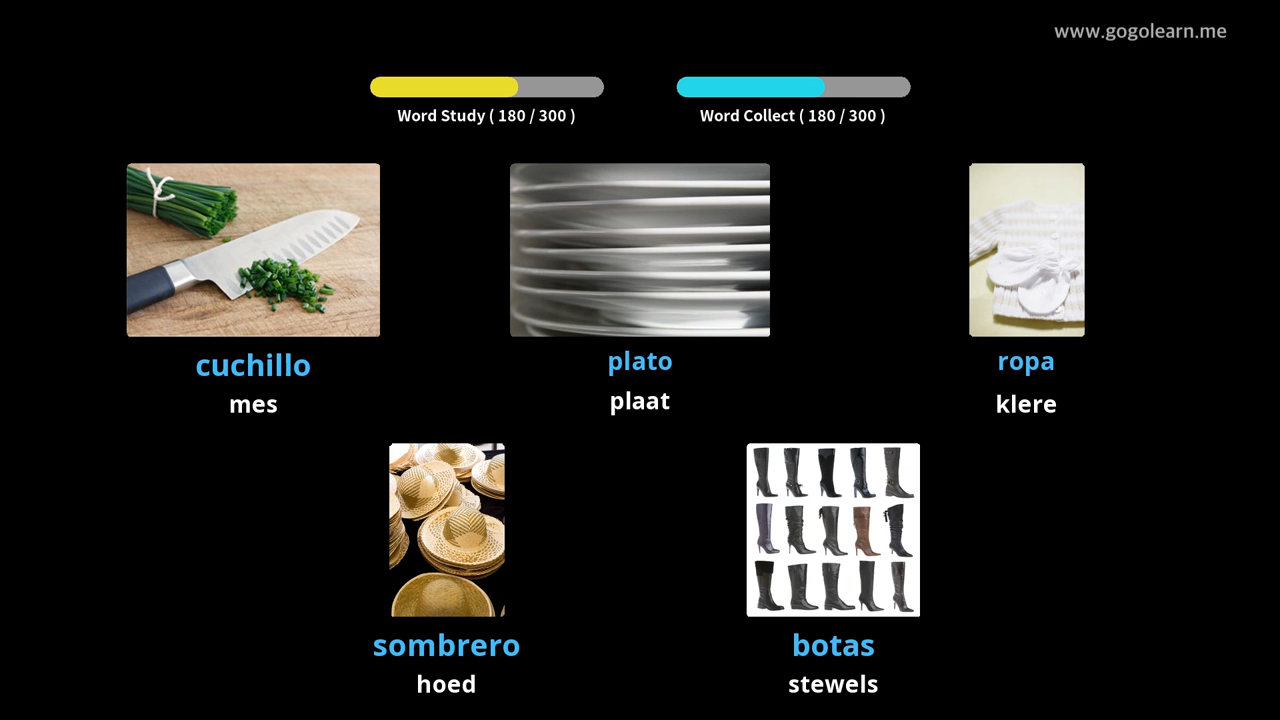 www.gogolearn.me
Word Study ( 180 / 300 )
Word Collect ( 180 / 300 )
cuchillo
mes
plato
plaat
ropa
klere
sombrero
hoed
botas
stewels